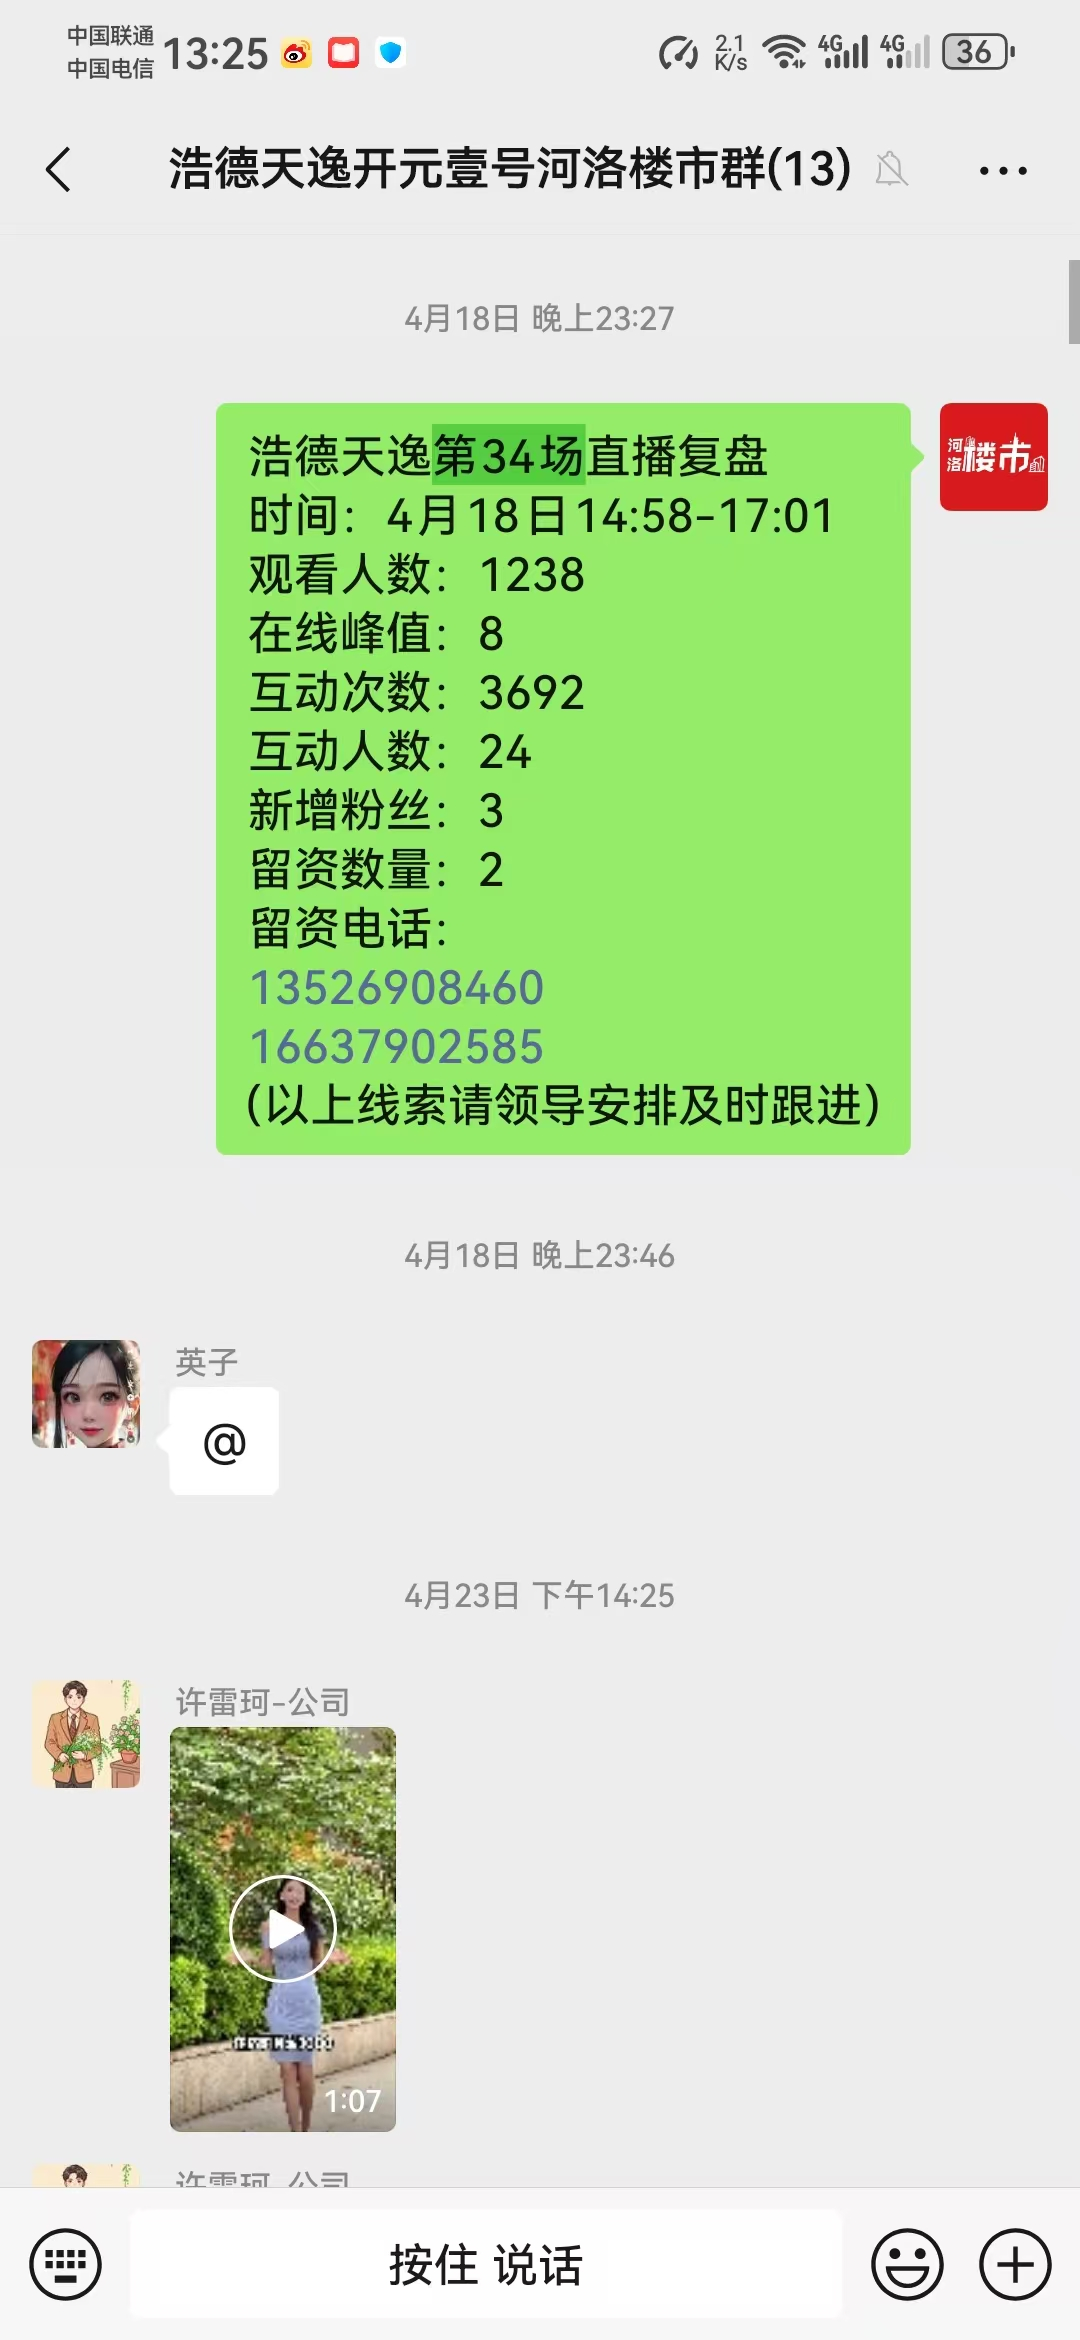 中国联通
中国电信
13:25
2.1
K/s
4G
4G
36
浩德天逸开元壹号河洛楼市群(13)
4月18日 晚上23:27
浩德天逸第34场直播复盘
时间：4月18日14:58-17:01
观看人数：1238
在线峰值：8
互动次数：3692
互动人数：24
新增粉丝：3
留资数量：2
留资电话：
13526908460
16637902585
(以上线索请领导安排及时跟进)
河洛楼市
4月18日 晚上23:46
英子
@
4月23日 下午14:25
许雷珂-公司
1:07
许雷珂-公司
按住 说话